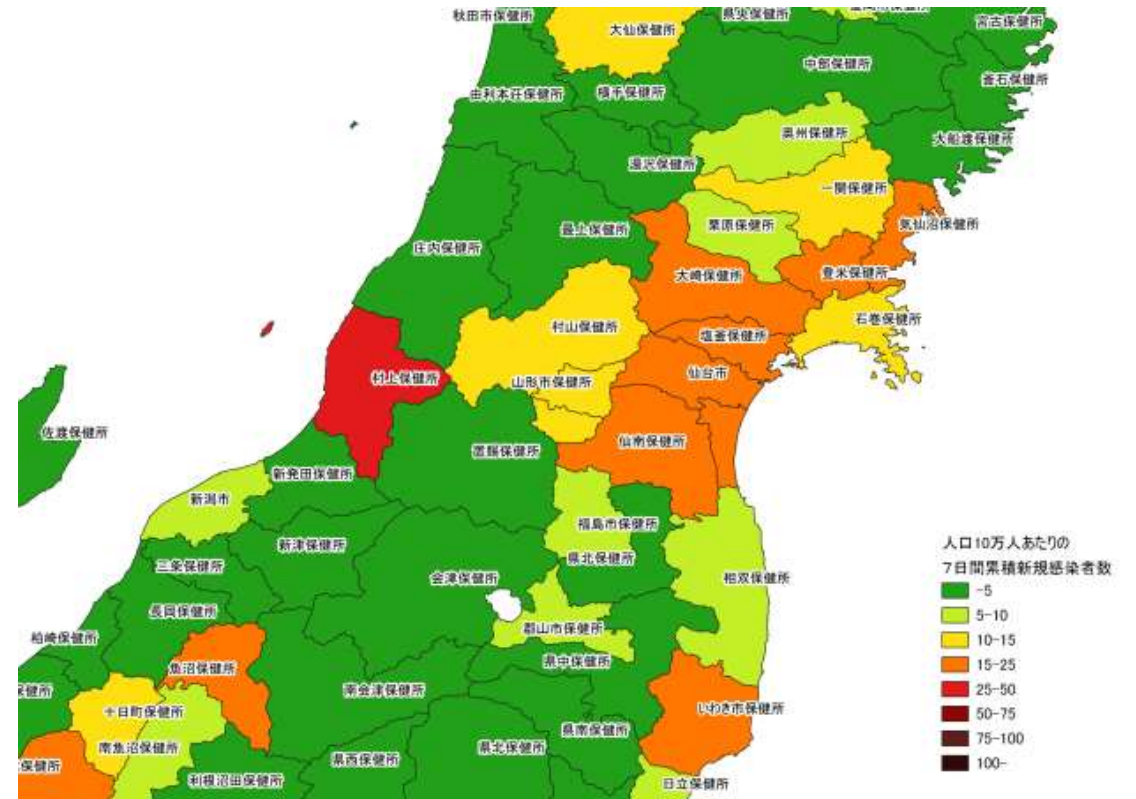 秋田市保健所
大仙保健所
県央保健所
宮古保健所
中部保健所
釜石保健所
由利本荘保健所
横手保健所
奥州保健所
大船渡保健所
湯沢保健所
一関保健所
栗原保健所
気仙沼保健所
最上保健所
庄内保健所
大崎保健所
登米保健所
石巻保健所
村山保健所
塩釜保健所
仙台市
村上保健所
山形市保健所
佐渡保健所
仙南保健所
置賜保健所
新発田保健所
新潟市
福島市保健所
新津保健所
県北保健所
三条保健所
会津保健所
相双保健所
長岡保健所
郡山市保健所
柏崎保健所
県中保健所
魚沼保健所
南会津保健所
保健所
いわき市保健所
十日町保健所
県南保健所
南魚沼保健所
県北保健所
県西保健所
保健所
利根沼田保健所
日立保健所
人口10万人あたりの
7日間累積新規感染者数
-5
5-10
10-15
15-25
25-50
50-75
75-100
100-